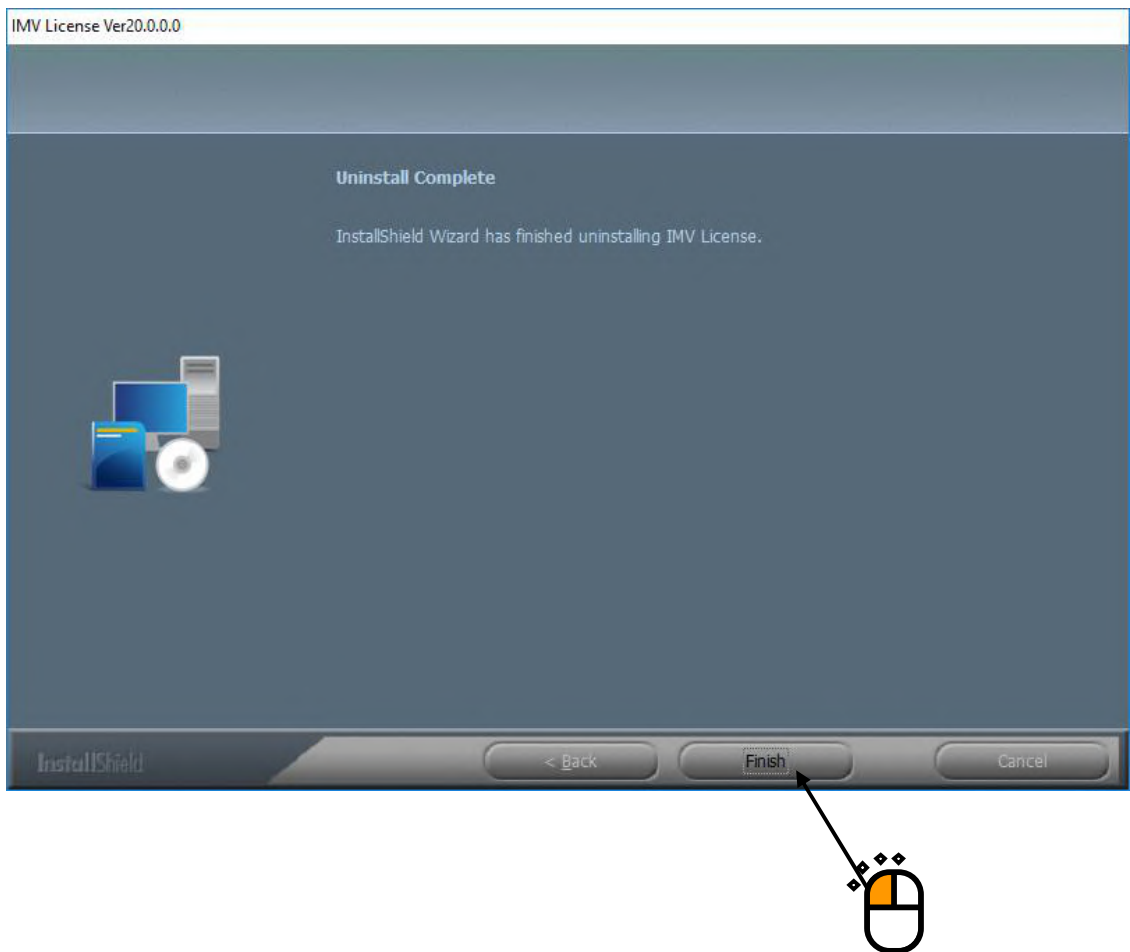 IMV License Ver20.0.0.0
Uninstall Complete
InstallShield Wizard has finished uninstalling IMV License.
InstallShield
< Back
Finish
Cancel